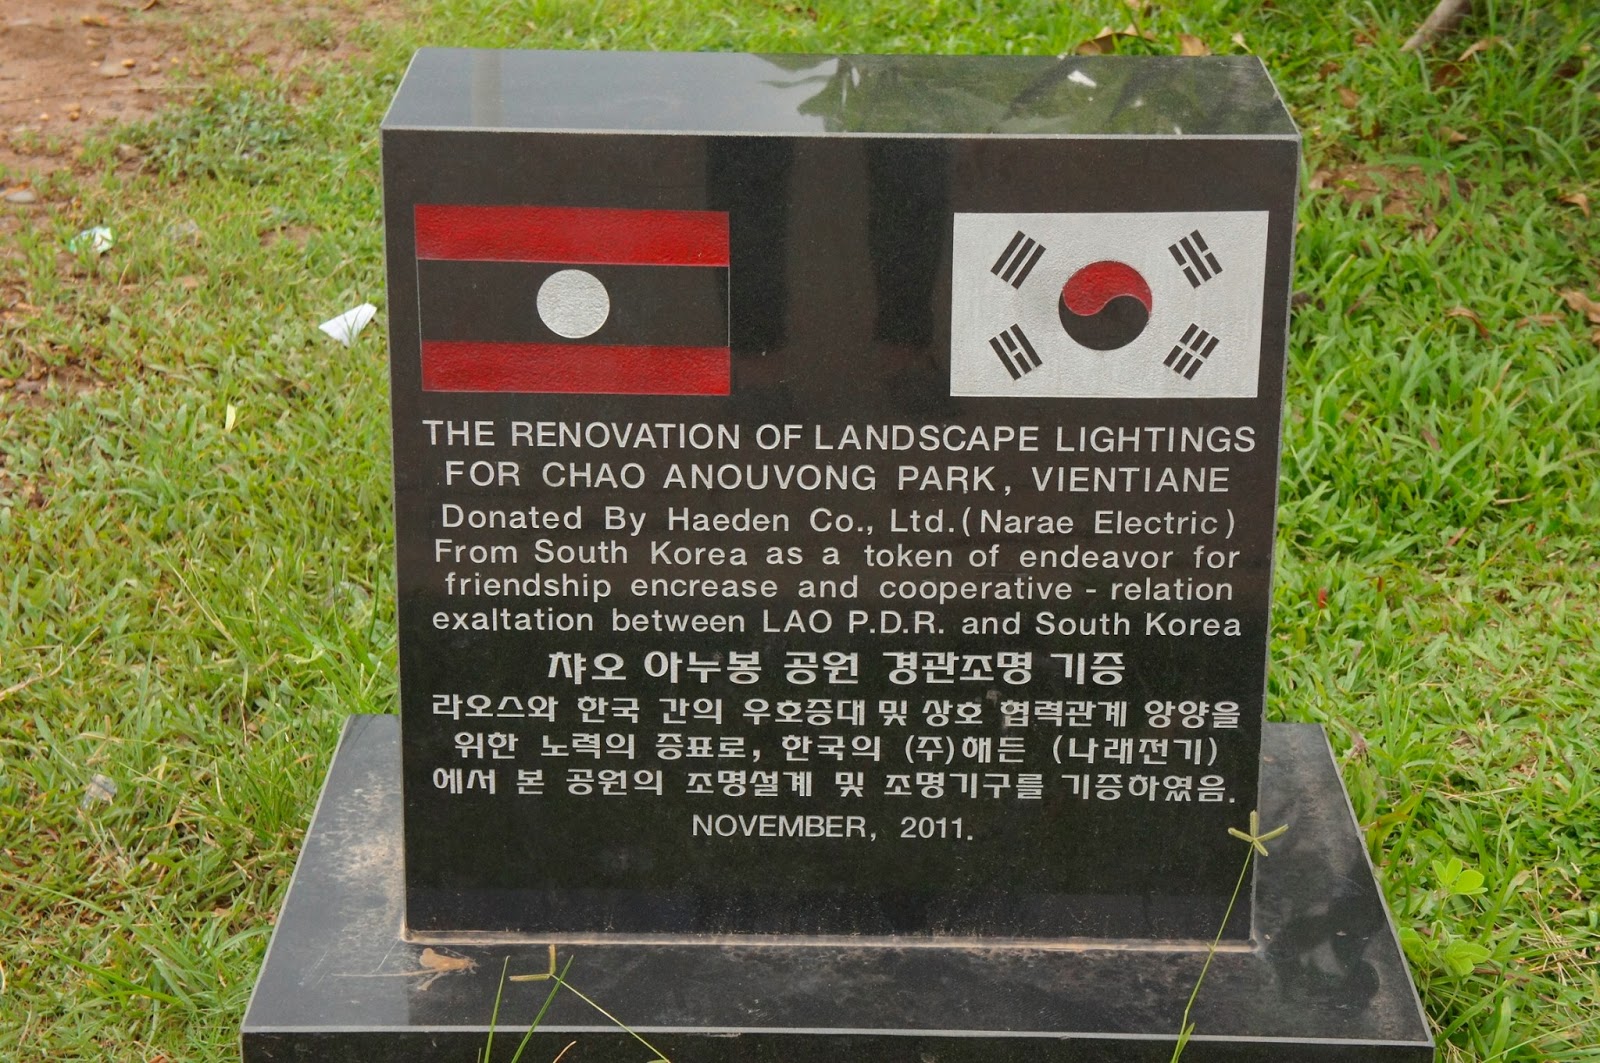 THE RENOVATION OF LANDSCAPE LIGHTINGS
FOR CHAO ANOUVONG PARK, VIENTIANE
Donated By Haeden Co., Ltd. (Narae Electric)
From South Korea as a token of endeavor for
friendship encrease and cooperative - relation
exaltation between LAO P.D.R. and South Korea
챠오 아누봉 공원 경관조명 기증
라오스와 한국 간의 우호증대 및 상호 협력관계 앙양을
위한 노력의 증표로, 한국의 (주)해든 (나래전기)
에서 본 공원의 조명설계 및 조명기구를 기증하였음.
NOVEMBER, 2011.